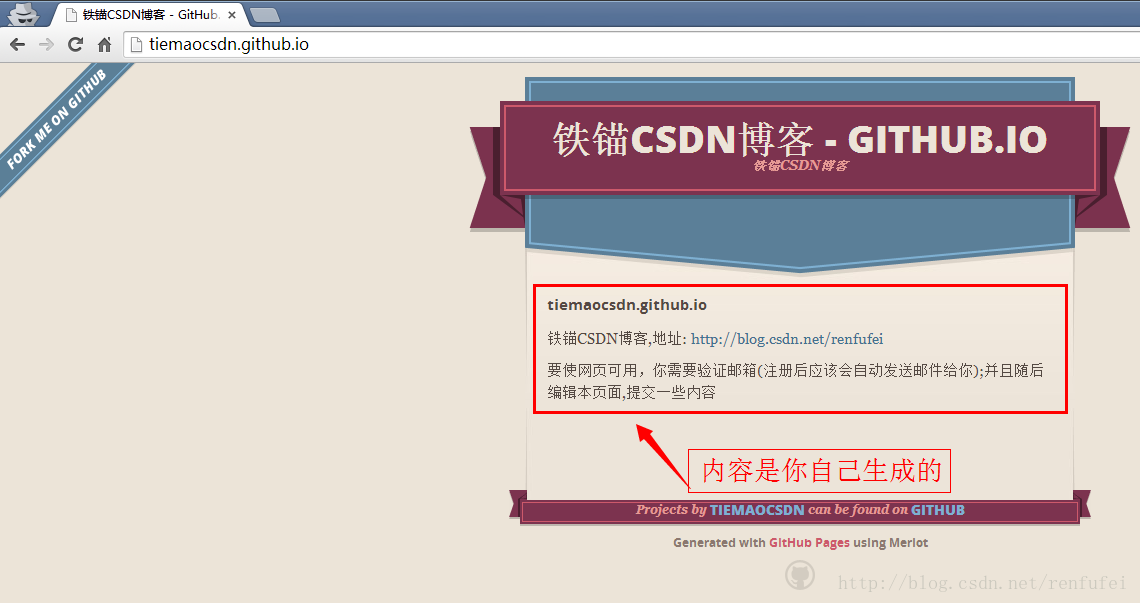 铁锚CSDN博客 - GitHub.
tiemaocsdn.github.io
FORK ME ON GITHUB
铁锚CSDN博客 - GITHUB.IO
铁锚CSDN博客
tiemaocsdn.github.io
铁锚CSDN博客,地址: http://blog.csdn.net/renfufei
要使网页可用，你需要验证邮箱(注册后应该会自动发送邮件给你);并且随后
编辑本页面,提交一些内容
内容是你自己生成的
Projects by TIEMAOCSDN can be found on GITHUB
Generated with GitHub Pages using Merlot
http://blog.csdn.net/renfufei